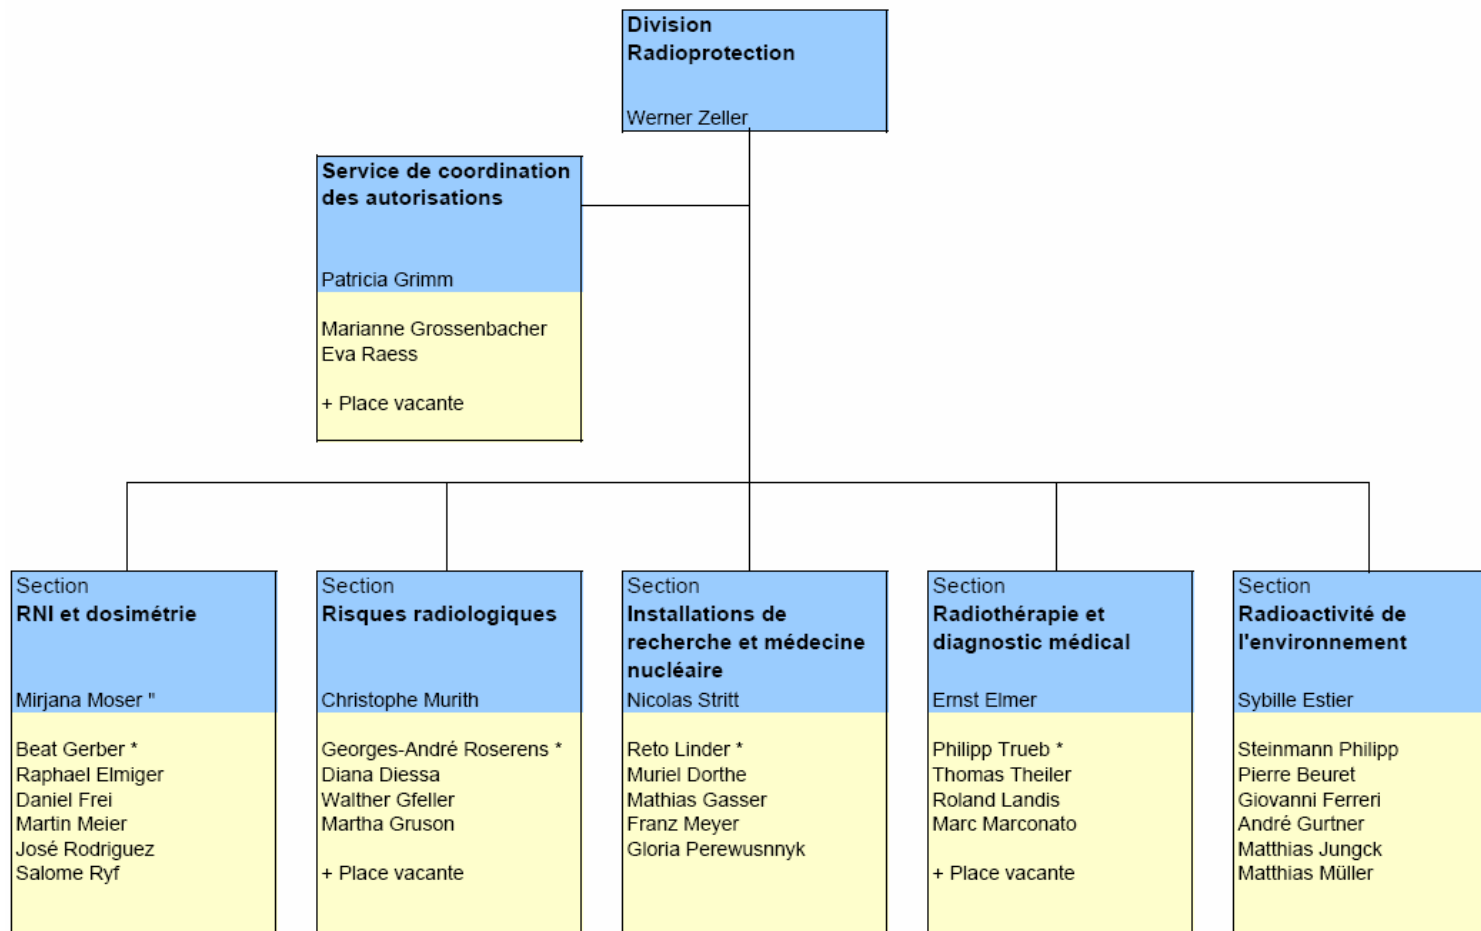 Division
Radioprotection
Werner Zeller
Service de coordination
des autorisations
Patricia Grimm
Marianne Grossenbacher
Eva Raess
+ Place vacante
Section
RNI et dosimétrie
Mirjana Moser "
Beat Gerber *
Raphael Elmiger
Daniel Frei
Martin Meier
José Rodriguez
Salome Ryf
Section
Risques radiologiques
Christophe Murith
Georges-André Roserens *
Diana Diessa
Walther Gfeller
Martha Gruson
+ Place vacante
Section
Installations de
recherche et médecine
nucléaire
Nicolas Stritt
Reto Linder *
Muriel Dorthe
Mathias Gasser
Franz Meyer
Gloria Perewusnnyk
Section
Radiothérapie et
diagnostic médical
Ernst Elmer
Philipp Trueb *
Thomas Theiler
Roland Landis
Marc Marconato
+ Place vacante
Section
Radioactivité de
l'environnement
Sybille Estier
Steinmann Philipp
Pierre Beuret
Giovanni Ferreri
André Gurtner
Matthias Jungck
Matthias Müller